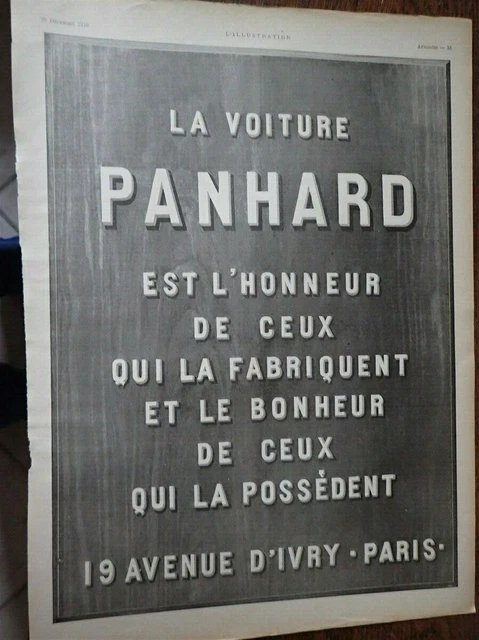 L'ILLUSTRATION
LA VOITURE
PANHARD
EST L'HONNEUR
DE CEUX
QUI LA FABRIQUENT
ET LE BONHEUR
DE CEUX
QUI LA POSSÈDENT
19 AVENUE D'IVRY · PARIS·